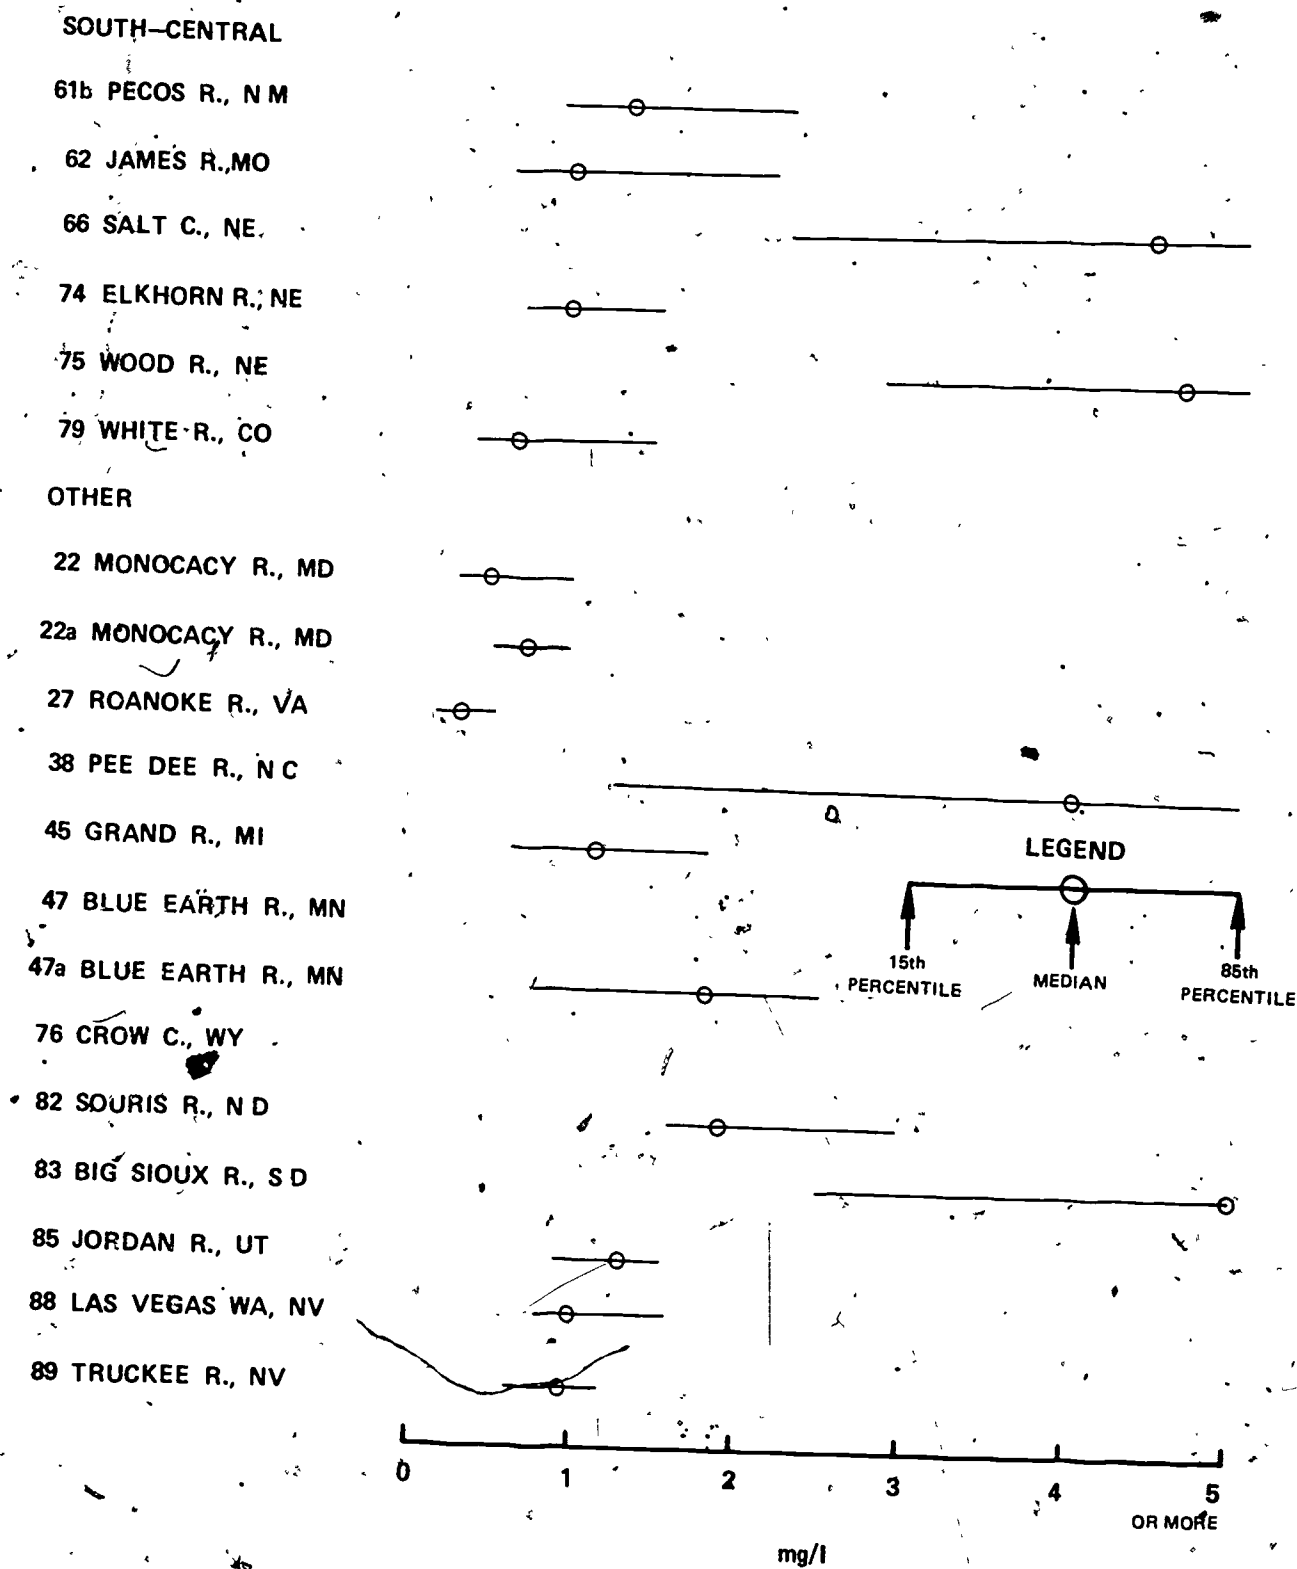 SOUTH-CENTRAL
61b PECOS R., N M
62 JAMES R., MO
66 SALT C., NE.
74 ELKHORN R., NE
75 WOOD R., NE
79 WHITE R., CO
OTHER
22 MONOCACY R., MD
22a MONOCACY R., MD
27 ROANOKE R., VA
38 PEE DEE R., N C
45 GRAND R., MI
47 BLUE EARTH R., MN
47a BLUE EARTH R., MN
76 CROW C., WY
82 SOURIS R., N D
83 BIG SIOUX R., S D
85 JORDAN R., UT
88 LAS VEGAS WA, NV
89 TRUCKEE R., NV
LEGEND
15th
PERCENTILE
MEDIAN
85th
PERCENTILE
0 1 2 3 4 5
OR MORE
mg/l